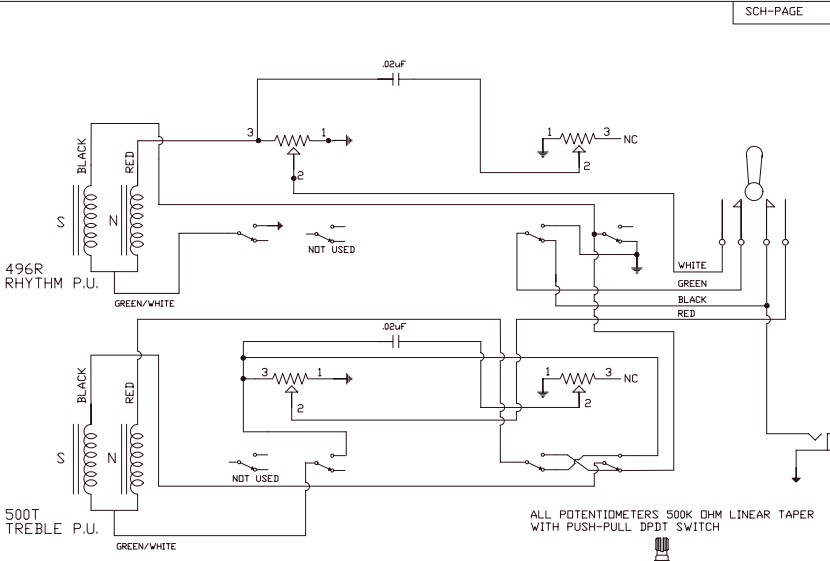 SCH-PAGE
.02uF
3 1 1 3 NC
2 2
BLACK RED
S N
NOT USED
496R
RHYTHM P.U.
GREEN/WHITE
WHITE
GREEN
BLACK
RED
.02uF
3 1 1 3 NC
2 2
BLACK RED
S N
NOT USED
500T
TREBLE P.U.
GREEN/WHITE
ALL POTENTIOMETERS 500K OHM LINEAR TAPER
WITH PUSH-PULL DPDT SWITCH